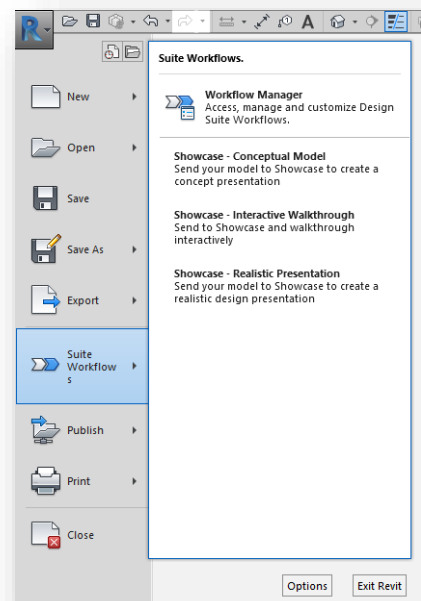 R
A
Suite Workflows.
New
Workflow Manager
Access, manage and customize Design
Suite Workflows.
Open
Showcase - Conceptual Model
Send your model to Showcase to create a
concept presentation
Save
Showcase - Interactive Walkthrough
Send to Showcase and walkthrough
interactively
Save As
Showcase - Realistic Presentation
Send your model to Showcase to create a
realistic design presentation
Export
Suite
Workflow
s
Publish
Print
Close
Options
Exit Revit